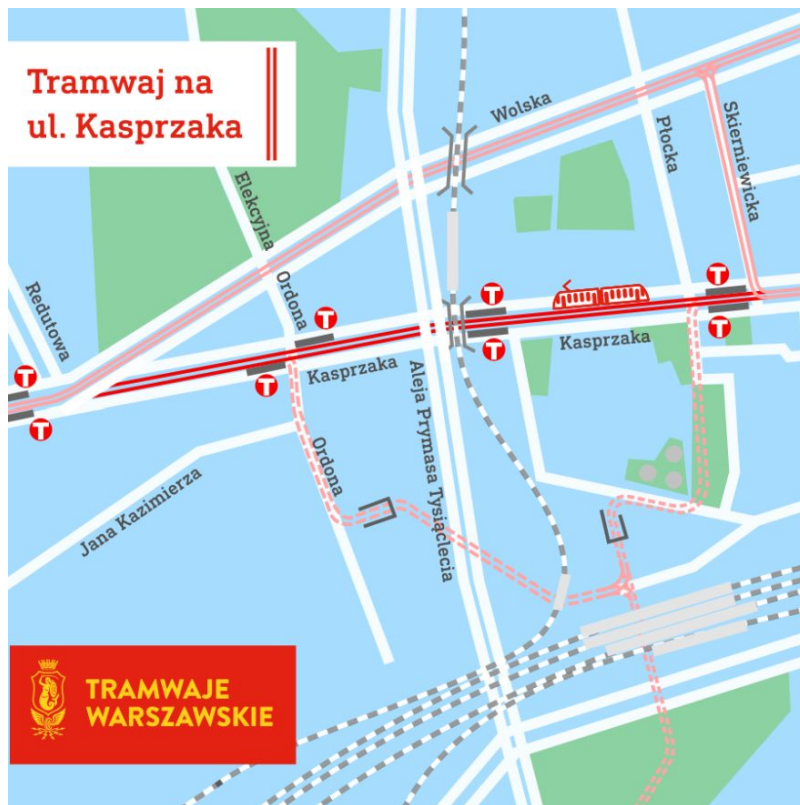 Tramwaj na
ul. Kasprzaka
Wolska
Płocka
Skierniewicka
Elekcyjna
Ordona
Redutowa
T
T
T
T
T
T
T
T
Kasprzaka
Kasprzaka
Aleja Prymasa Tysiąclecia
Ordona
Jana Kazimierza
TRAMWAJE
WARSZAWSKIE